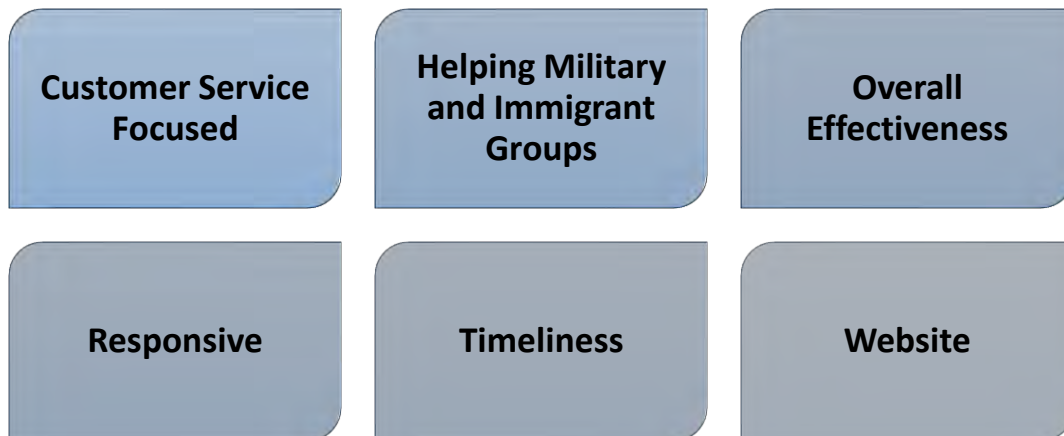 Customer Service
Focused
Helping Military
and Immigrant
Groups
Overall
Effectiveness
Responsive
Timeliness
Website